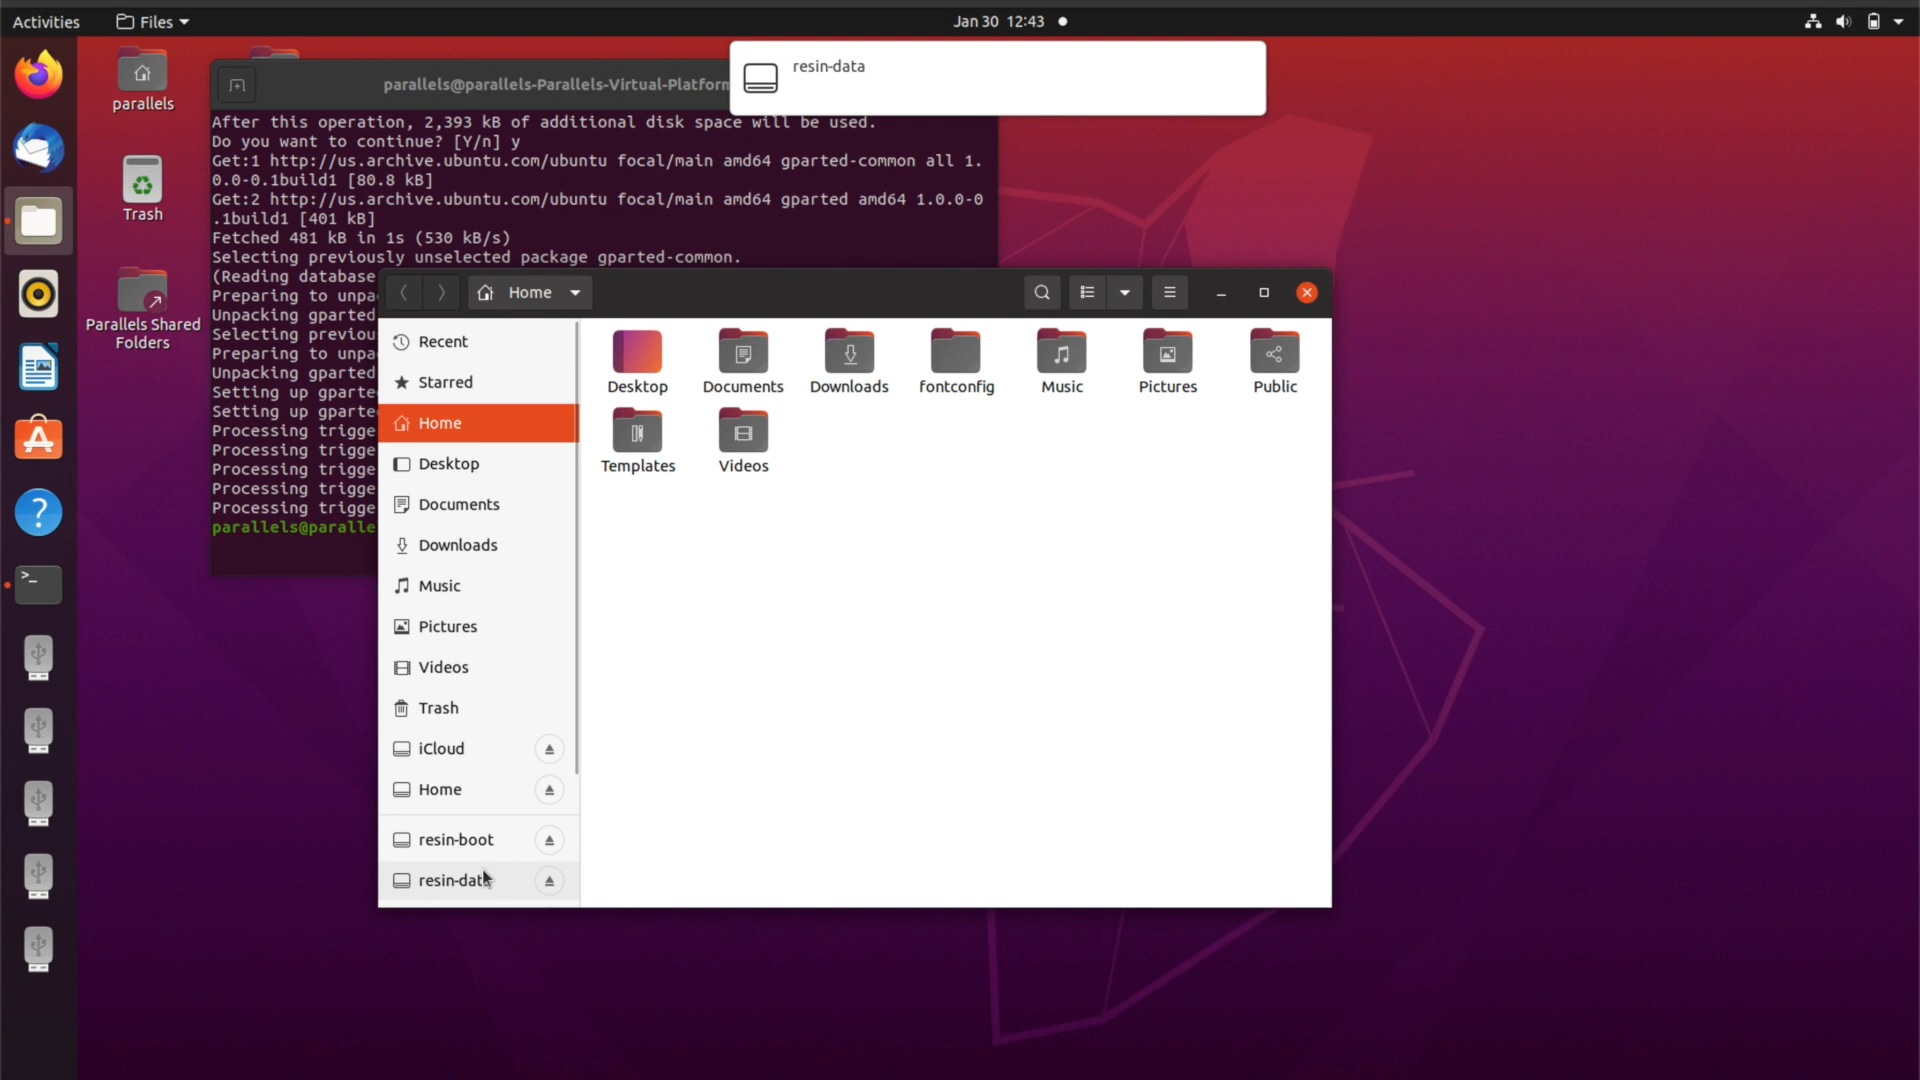 Activities
Files
Jan 30 12:43
parallels
Trash
Parallels Shared
Folders
resin-data
parallels@parallels-Parallels-Virtual-Platform
After this operation, 2,393 kB of additional disk space will be used.
Do you want to continue? [Y/n] y
Get:1 http://us.archive.ubuntu.com/ubuntu focal/main amd64 gparted-common all 1.
0.0-0.1build1 [80.8 kB]
Get:2 http://us.archive.ubuntu.com/ubuntu focal/main amd64 gparted amd64 1.0.0-0
.1build1 [401 kB]
Fetched 481 kB in 1s (530 kB/s)
Selecting previously unselected package gparted-common.
(Reading database
Preparing to unpa
Unpacking gparted
Selecting previou
Preparing to unpa
Unpacking gparted
Setting up gparte
Setting up gparte
Processing trigge
Processing trigge
Processing trigge
Processing trigge
Processing trigge
parallels@paralle
Home
Recent
Starred
Home
Desktop
Documents
Downloads
Music
Pictures
Videos
Trash
iCloud
Home
resin-boot
resin-data
Desktop
Documents
Downloads
fontconfig
Music
Pictures
Public
Templates
Videos